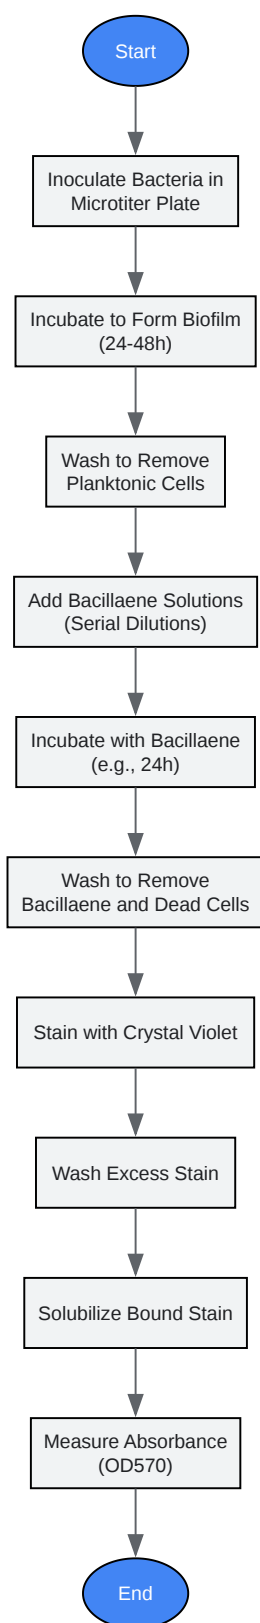 Start
Inoculate Bacteria in
Microtiter Plate
Incubate to Form Biofilm
(24-48h)
Wash to Remove
Planktonic Cells
Add Bacillaene Solutions
(Serial Dilutions)
Incubate with Bacillaene
(e.g., 24h)
Wash to Remove
Bacillaene and Dead Cells
Stain with Crystal Violet
Wash Excess Stain
Solubilize Bound Stain
Measure Absorbance
(OD570)
End